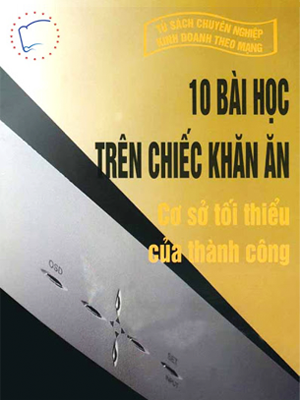 TỦ SÁCH CHUYÊN NGHIỆP
KINH DOANH THEO MẠNG
10 BÀI HỌC
TRÊN CHIẾC KHĂN ĂN
Cơ sở tối thiểu
của thành công
OSD
SET
INPUT